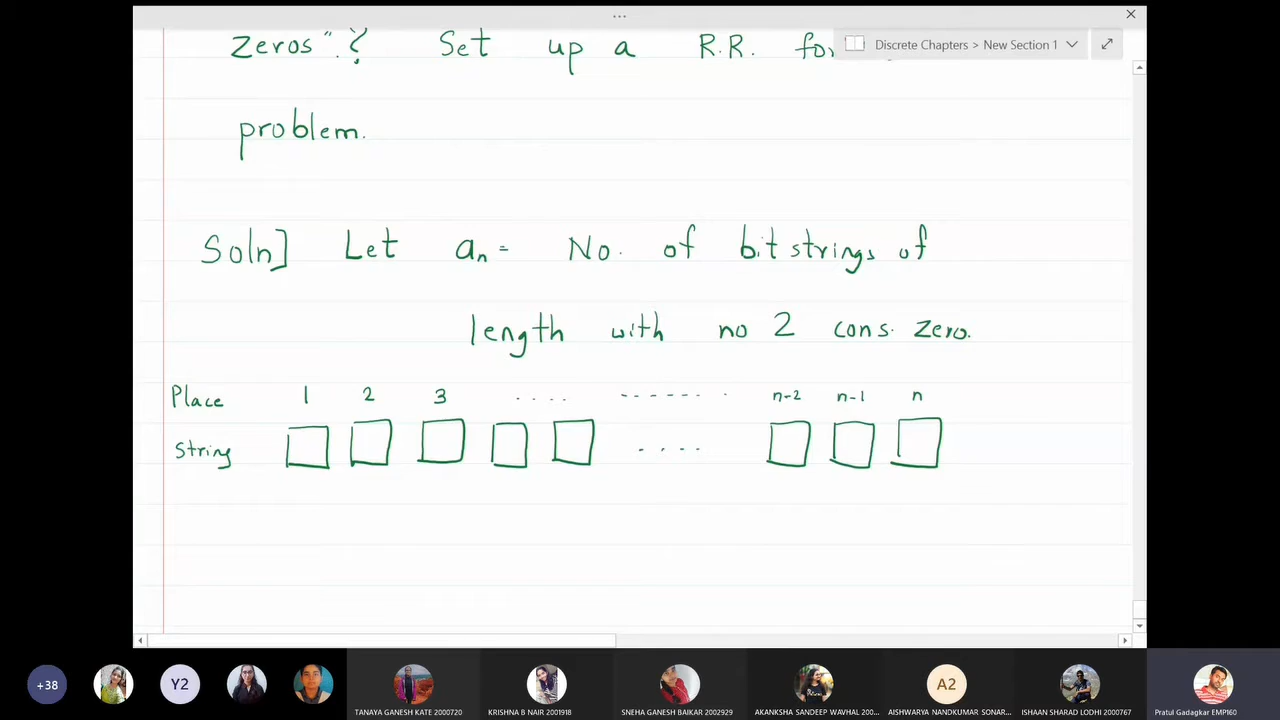 ...
Discrete Chapters > New Section 1
zeros". ? Set up a R.R. for
problem.
Soln] Let an = No. of bit strings of
length with no 2 cons. zero.
Place 1 2 3 .... ------- n-2 n-1 n
String ....
+38
Y2
A2
TANAYA GANESH KATE 2000720
KRISHNA B NAIR 2001918
SNEHA GANESH BAIKAR 2002929
AKANKSHA SANDEEP WAVHAL 200...
AISHWARYA NANDKUMAR SONAR...
ISHAAN SHARAD LODHI 2000767
Pratul Gadagkar EMP160